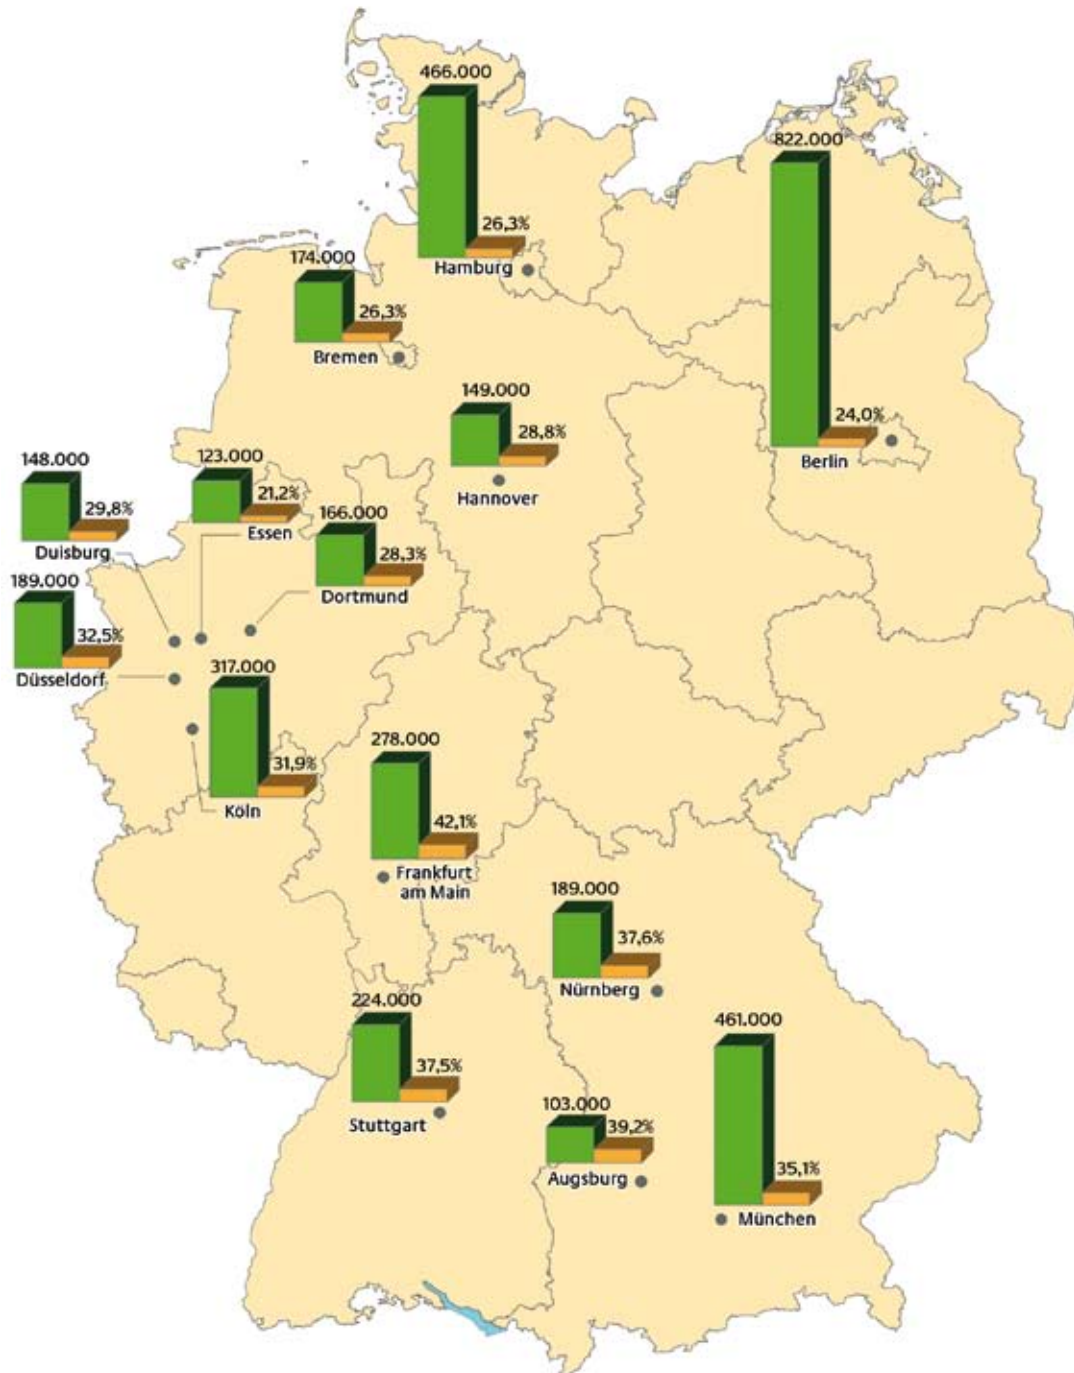 466.000
26,3%
Hamburg
822.000
24,0%
Berlin
174.000
26,3%
Bremen
149.000
28,8%
Hannover
148.000
29,8%
Duisburg
123.000
21,2%
Essen
166.000
28,3%
Dortmund
189.000
32,5%
Düsseldorf
317.000
31,9%
Köln
278.000
42,1%
Frankfurt
am Main
189.000
37,6%
Nürnberg
224.000
37,5%
Stuttgart
103.000
39,2%
Augsburg
461.000
35,1%
München